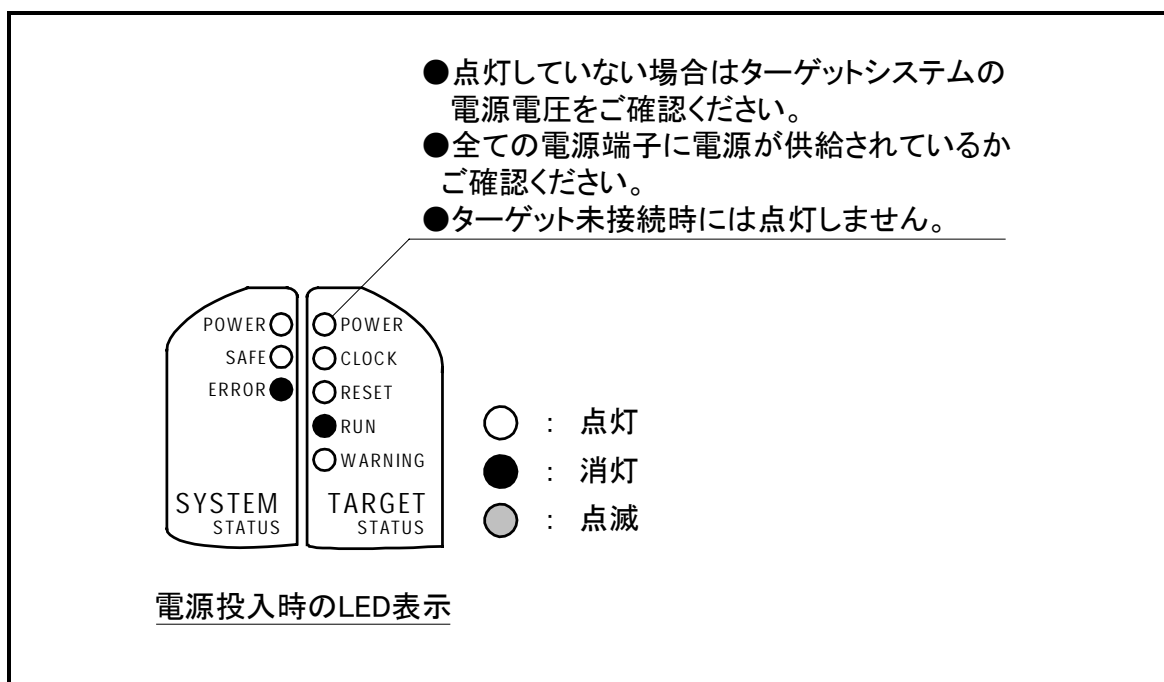 ●点灯していない場合はターゲットシステムの
電源電圧をご確認ください。
●全ての電源端子に電源が供給されているか
ご確認ください。
●ターゲット未接続時には点灯しません。
POWER
SAFE
ERROR
SYSTEM
STATUS
POWER
CLOCK
RESET
RUN
WARNING
TARGET
STATUS
: 点灯
: 消灯
: 点滅
電源投入時のLED表示